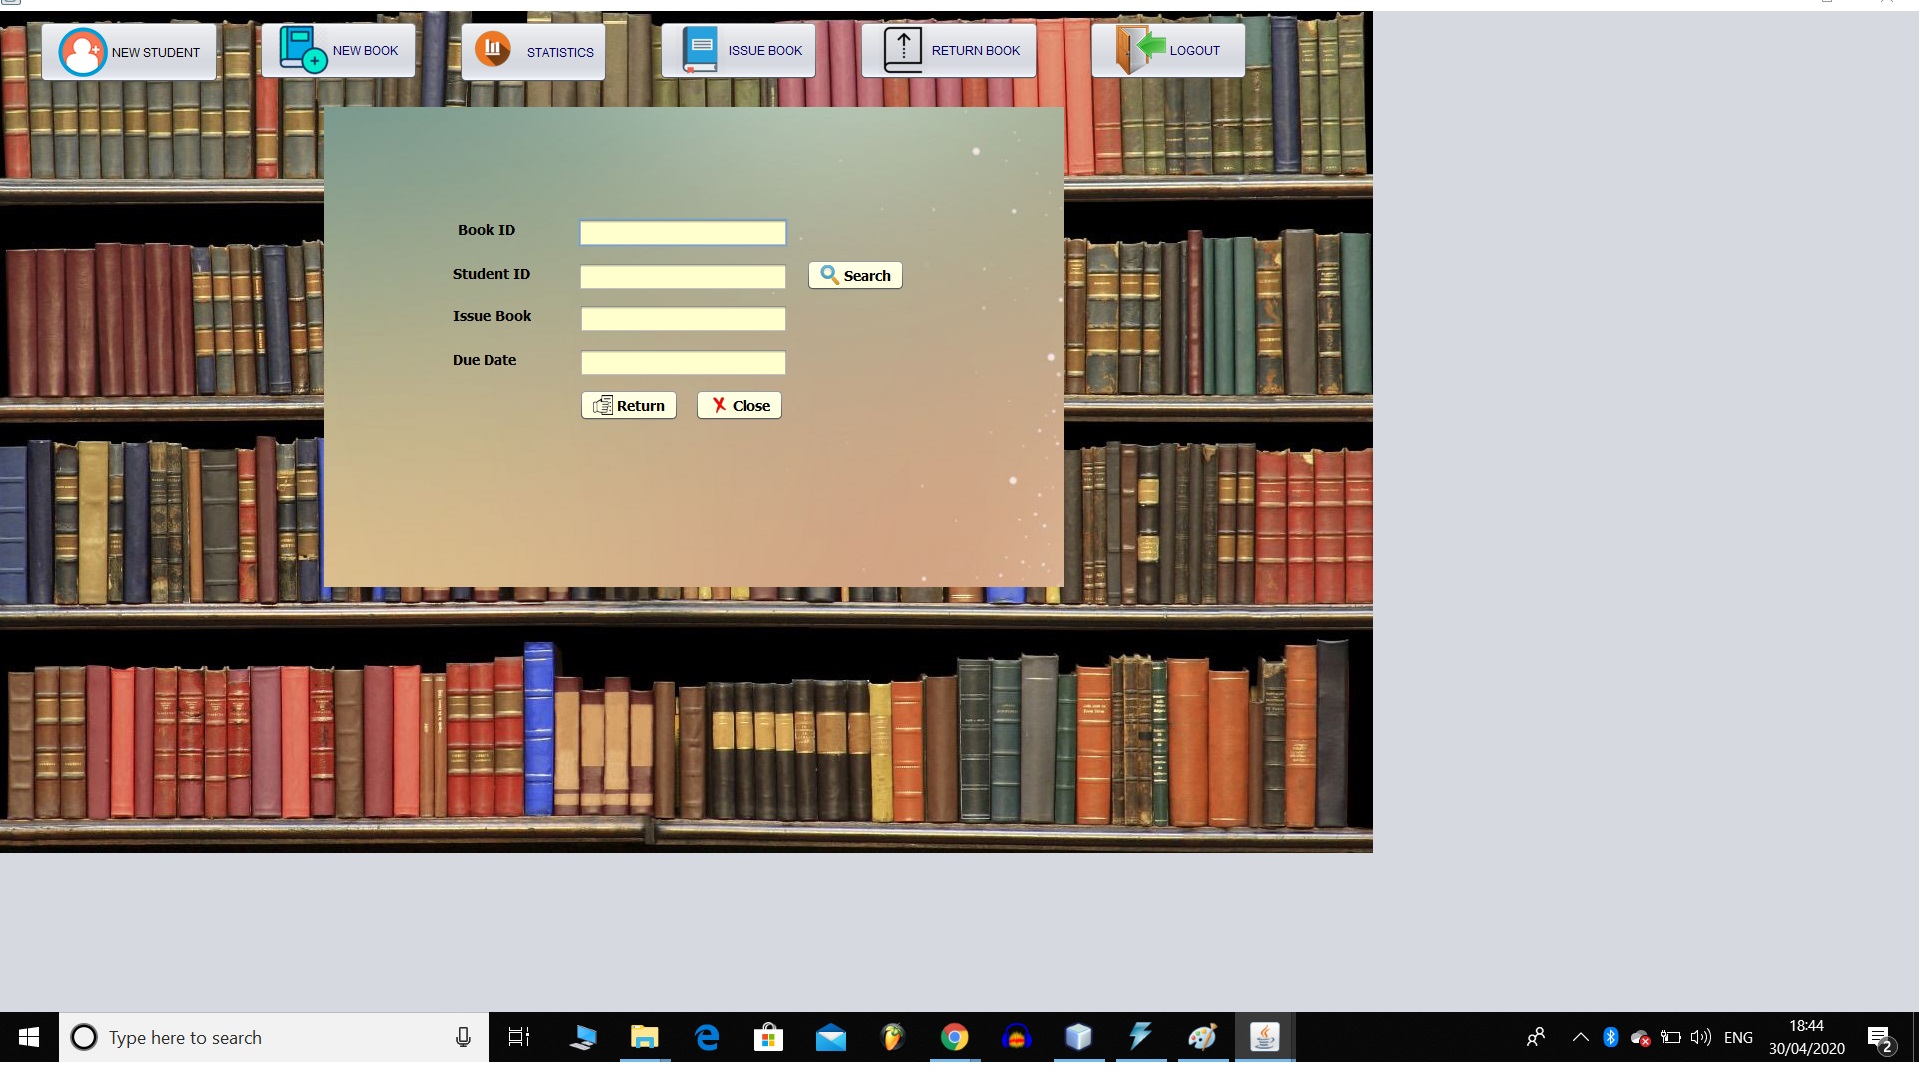 NEW STUDENT
NEW BOOK
STATISTICS
ISSUE BOOK
RETURN BOOK
LOGOUT
Book ID
Student ID
Search
Issue Book
Due Date
Return
Close
Type here to search
ENG
18:44
30/04/2020
2